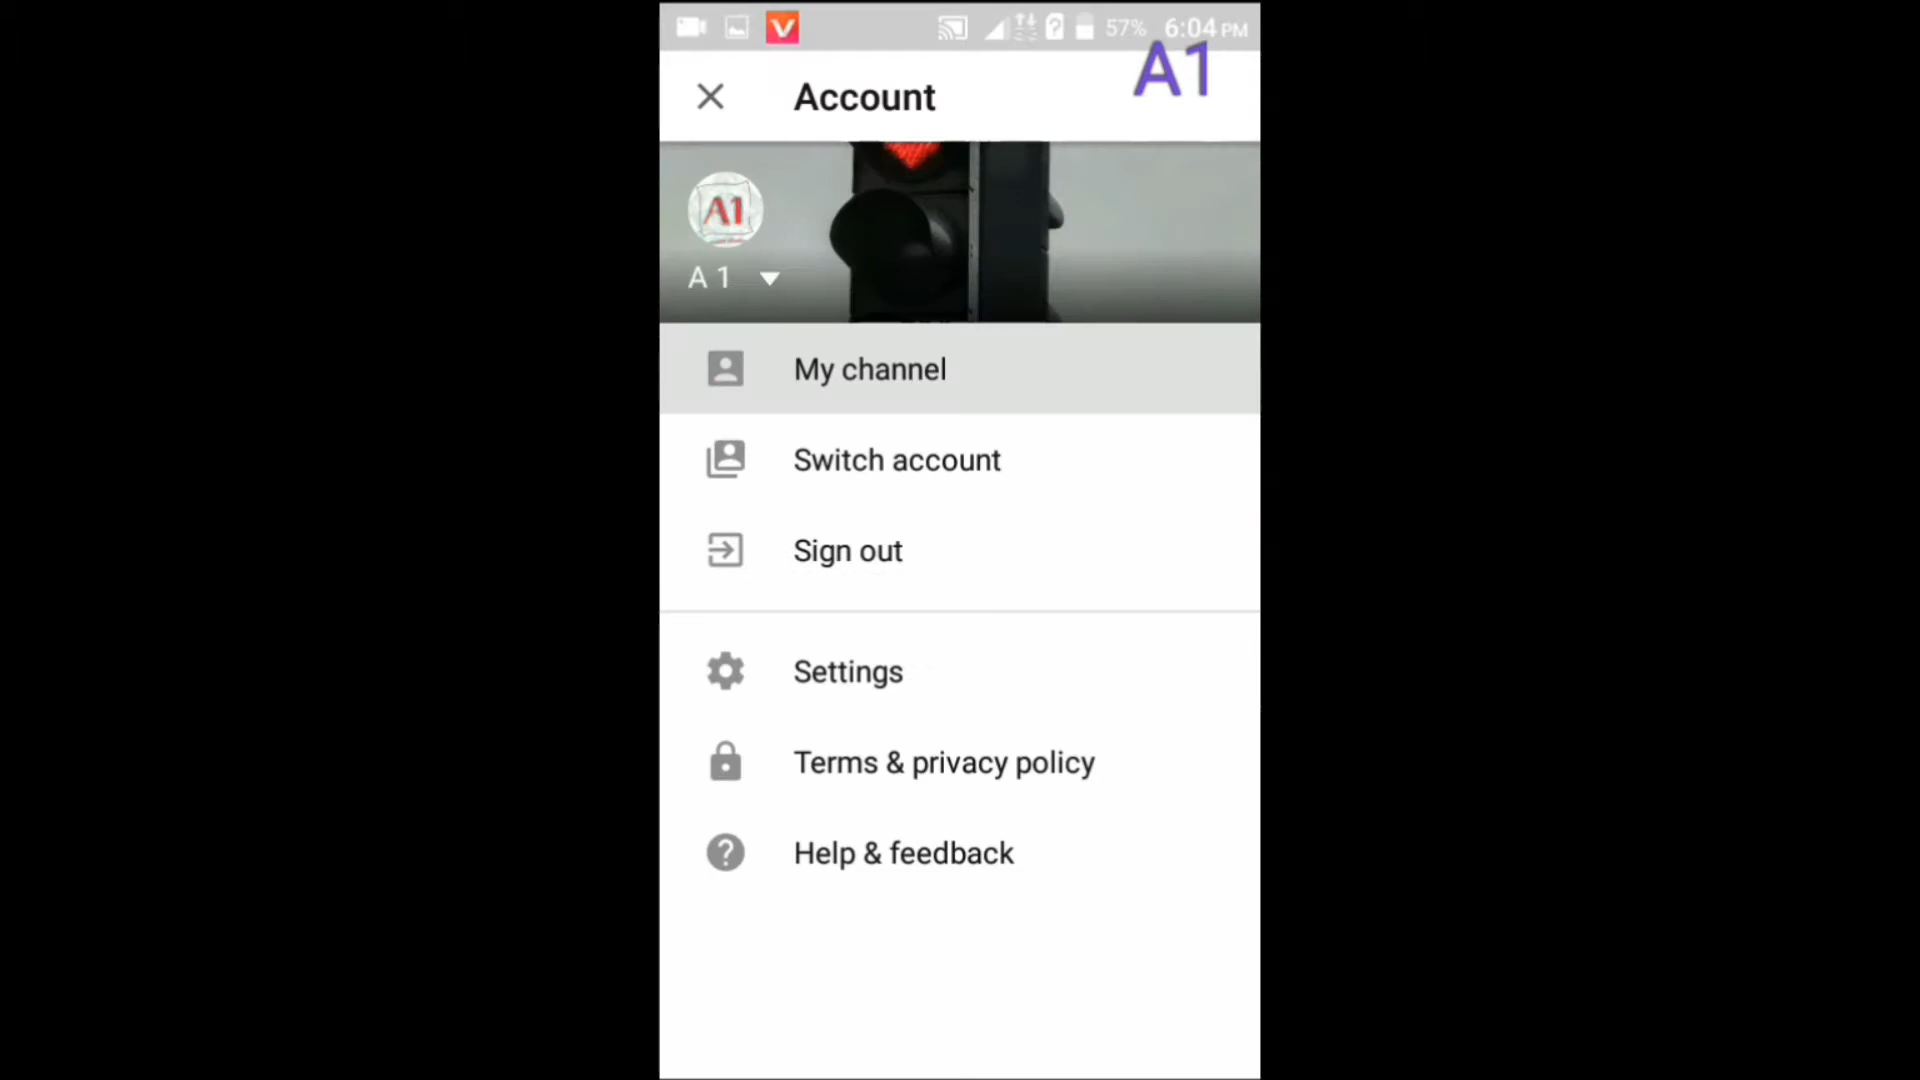 57% 6:04 PM
A1
Account
A1
A 1
My channel
Switch account
Sign out
Settings
Terms & privacy policy
Help & feedback